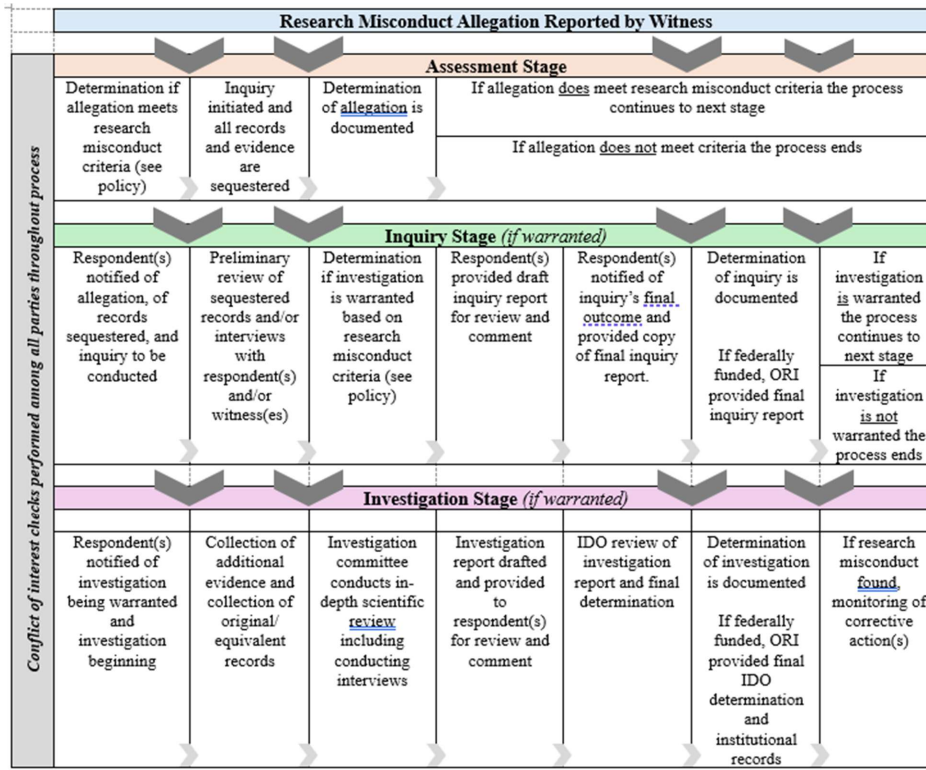 Research Misconduct Allegation Reported by Witness
Conflict of interest checks performed among all parties throughout process
Assessment Stage
Determination if
allegation meets
research
misconduct
criteria (see
policy)
Inquiry
initiated and
all records
and evidence
are
sequestered
Determination
of allegation is
documented
If allegation does meet research misconduct criteria the process
continues to next stage
If allegation does not meet criteria the process ends
Inquiry Stage (if warranted)
Respondent(s)
notified of
allegation, of
records
sequestered, and
inquiry to be
conducted
Preliminary
review of
sequestered
records and/or
interviews
with
respondent(s)
and/or
witness(es)
Determination
if investigation
is warranted
based on
research
misconduct
criteria (see
policy)
Respondent(s)
provided draft
inquiry report
for review and
comment
Respondent(s)
notified of
inquiry's final
outcome and
provided copy
of final inquiry
report.
Determination
of inquiry is
documented
If federally
funded, ORI
provided final
inquiry report
If
investigation
is warranted
the process
continues to
next stage
If
investigation
is not
warranted the
process ends
Investigation Stage (if warranted)
Respondent(s)
notified of
investigation
being warranted
and
investigation
beginning
Collection of
additional
evidence and
collection of
original/
equivalent
records
Investigation
committee
conducts in-
depth scientific
review
including
conducting
interviews
Investigation
report drafted
and provided
to
respondent(s)
for review and
comment
IDO review of
investigation
report and final
determination
Determination
of investigation
is documented
If federally
funded, ORI
provided final
IDO
determination
and
institutional
records
If research
misconduct
found,
monitoring of
corrective
action(s)